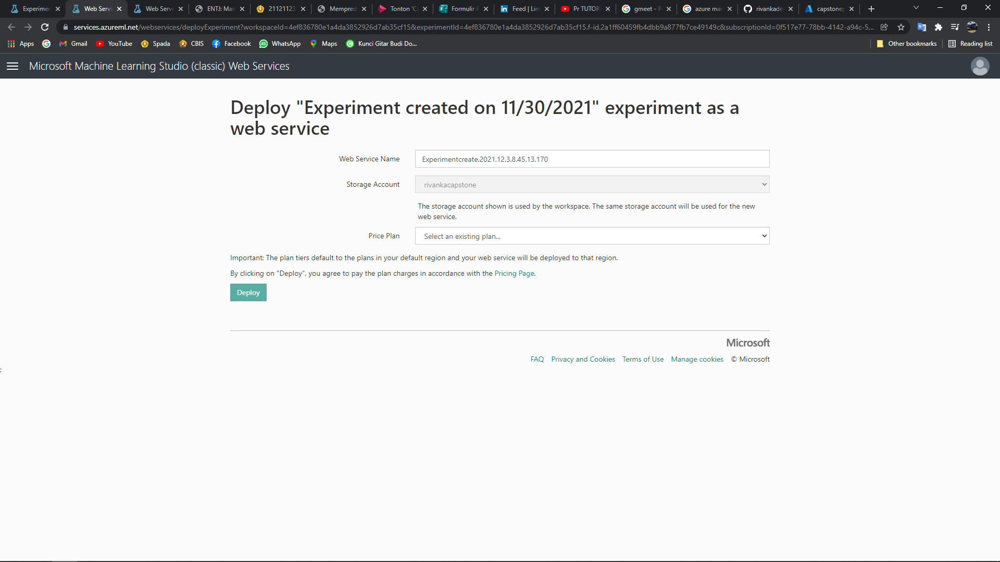 Experimen
Web Servi
Web Servi
ENTJ: Mar
21121123
Mempred
Tonton 'C
Formulir P
Feed | Lin
Pr TUTOR
gmeet - P
azure mar
rivankade
capstonep
services.azureml.net/webservices/deployExperiment?workspaceId=4ef836780e1a4da3852926d7ab35cf15&experimentId=4ef836780e1a4da3852926d7ab35cf15.f-id.2a1ff60459fb4dbb9a877fb7ce49149c&subscriptionId=0f517e77-78bb-4142-a94c-5...
Apps
Gmail
YouTube
Spada
CBIS
Facebook
49
WhatsApp
Maps
Kunci Gitar Budi Do...
Other bookmarks
Reading list
Microsoft Machine Learning Studio (classic) Web Services
Deploy "Experiment created on 11/30/2021" experiment as a
web service
Web Service Name
Experimentcreate.2021.12.3.8.45.13.170
Storage Account
rivankacapstone
The storage account shown is used by the workspace. The same storage account will be used for the new
web service.
Price Plan
Select an existing plan...
Important: The plan tiers default to the plans in your default region and your web service will be deployed to that region.
By clicking on "Deploy", you agree to pay the plan charges in accordance with the Pricing Page.
Deploy
Microsoft
FAQ Privacy and Cookies Terms of Use Manage cookies © Microsoft
;